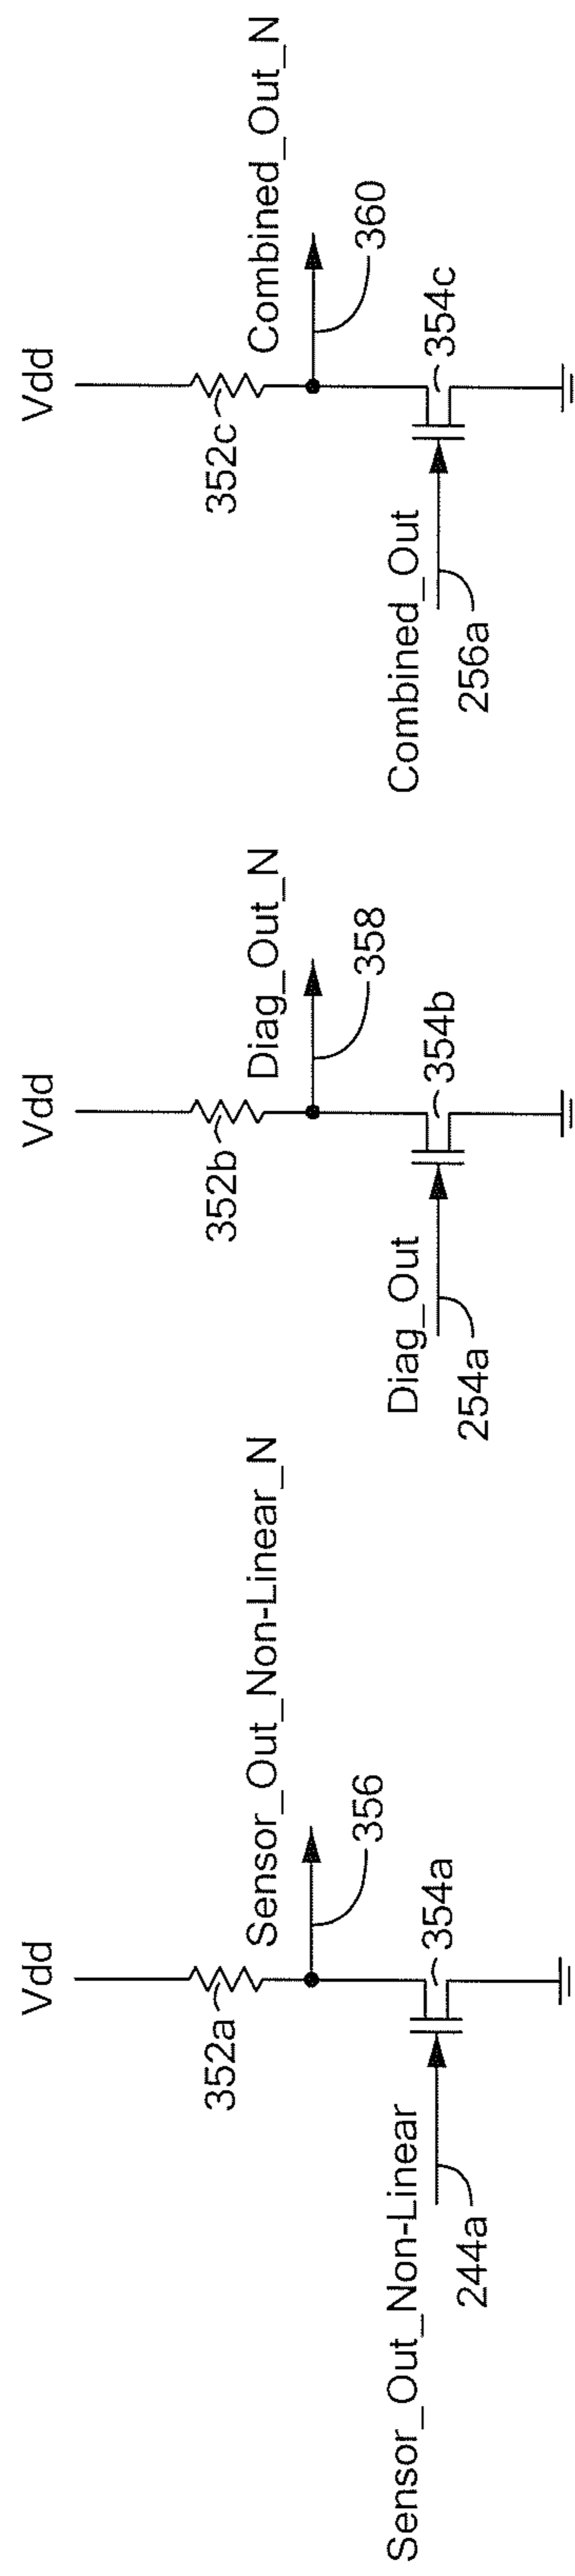 Vdd
352a
Sensor_Out_Non-Linear_N
356
354a
Sensor_Out_Non-Linear
244a
Vdd
352b
Diag_Out_N
358
354b
Diag_Out
254a
Vdd
352c
Combined_Out_N
360
354c
Combined_Out
256a